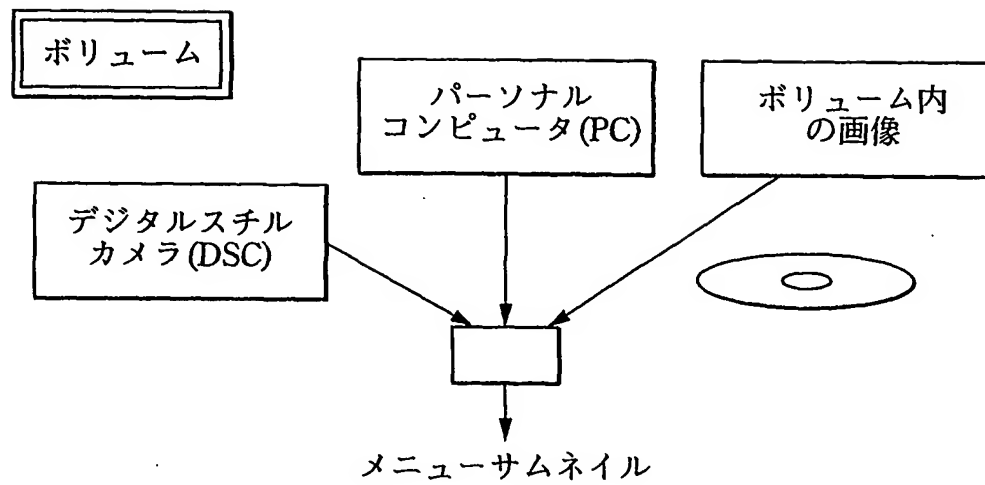 ボリューム
パーソナル
コンピュータ(PC)
ボリューム内
の画像
デジタルスチル
カメラ(DSC)
メニューサムネイル